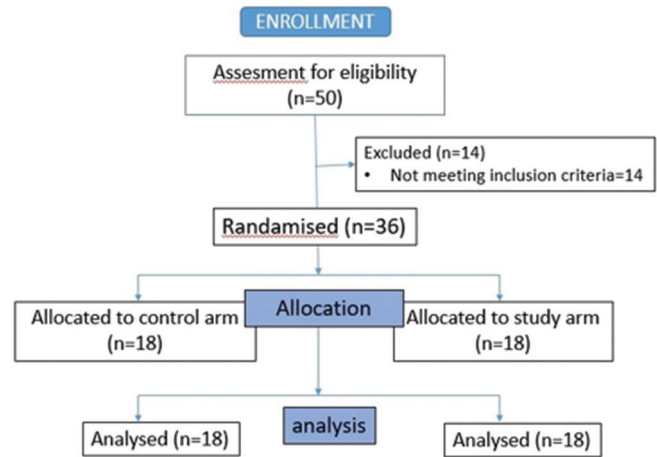 ENROLLMENT
Assesment for eligibility
(n=50)
Excluded (n=14)
• Not meeting inclusion criteria=14
Randamised (n=36)
Allocation
Allocated to control arm
(n=18)
Allocated to study arm
(n=18)
analysis
Analysed (n=18)
Analysed (n=18)